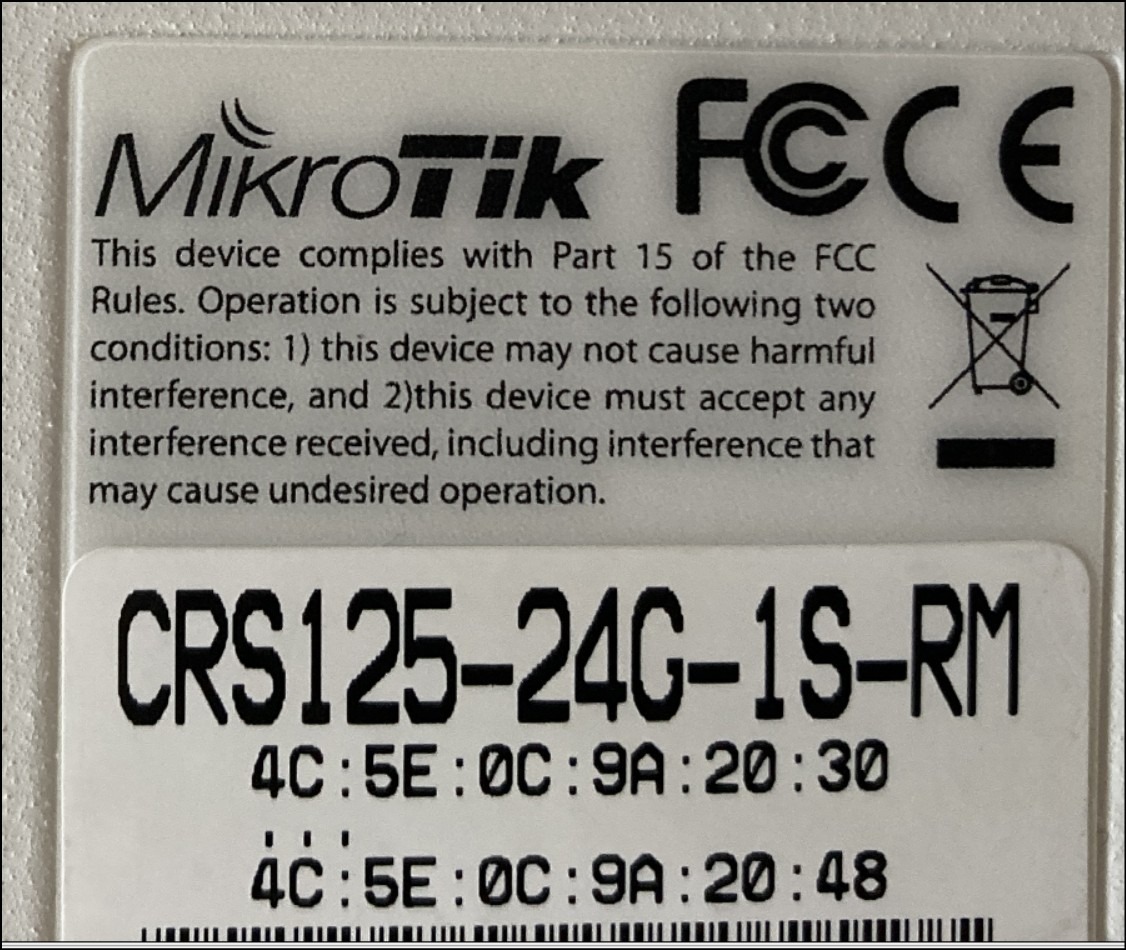 MikroTik FCC CE
This device complies with Part 15 of the FCC
Rules. Operation is subject to the following two
conditions: 1) this device may not cause harmful
interference, and 2)this device must accept any
interference received, including interference that
may cause undesired operation.
CRS125-24G-1S-RM
4C:5E:0C:9A:20:30
...
4C:5E:0C:9A:20:48